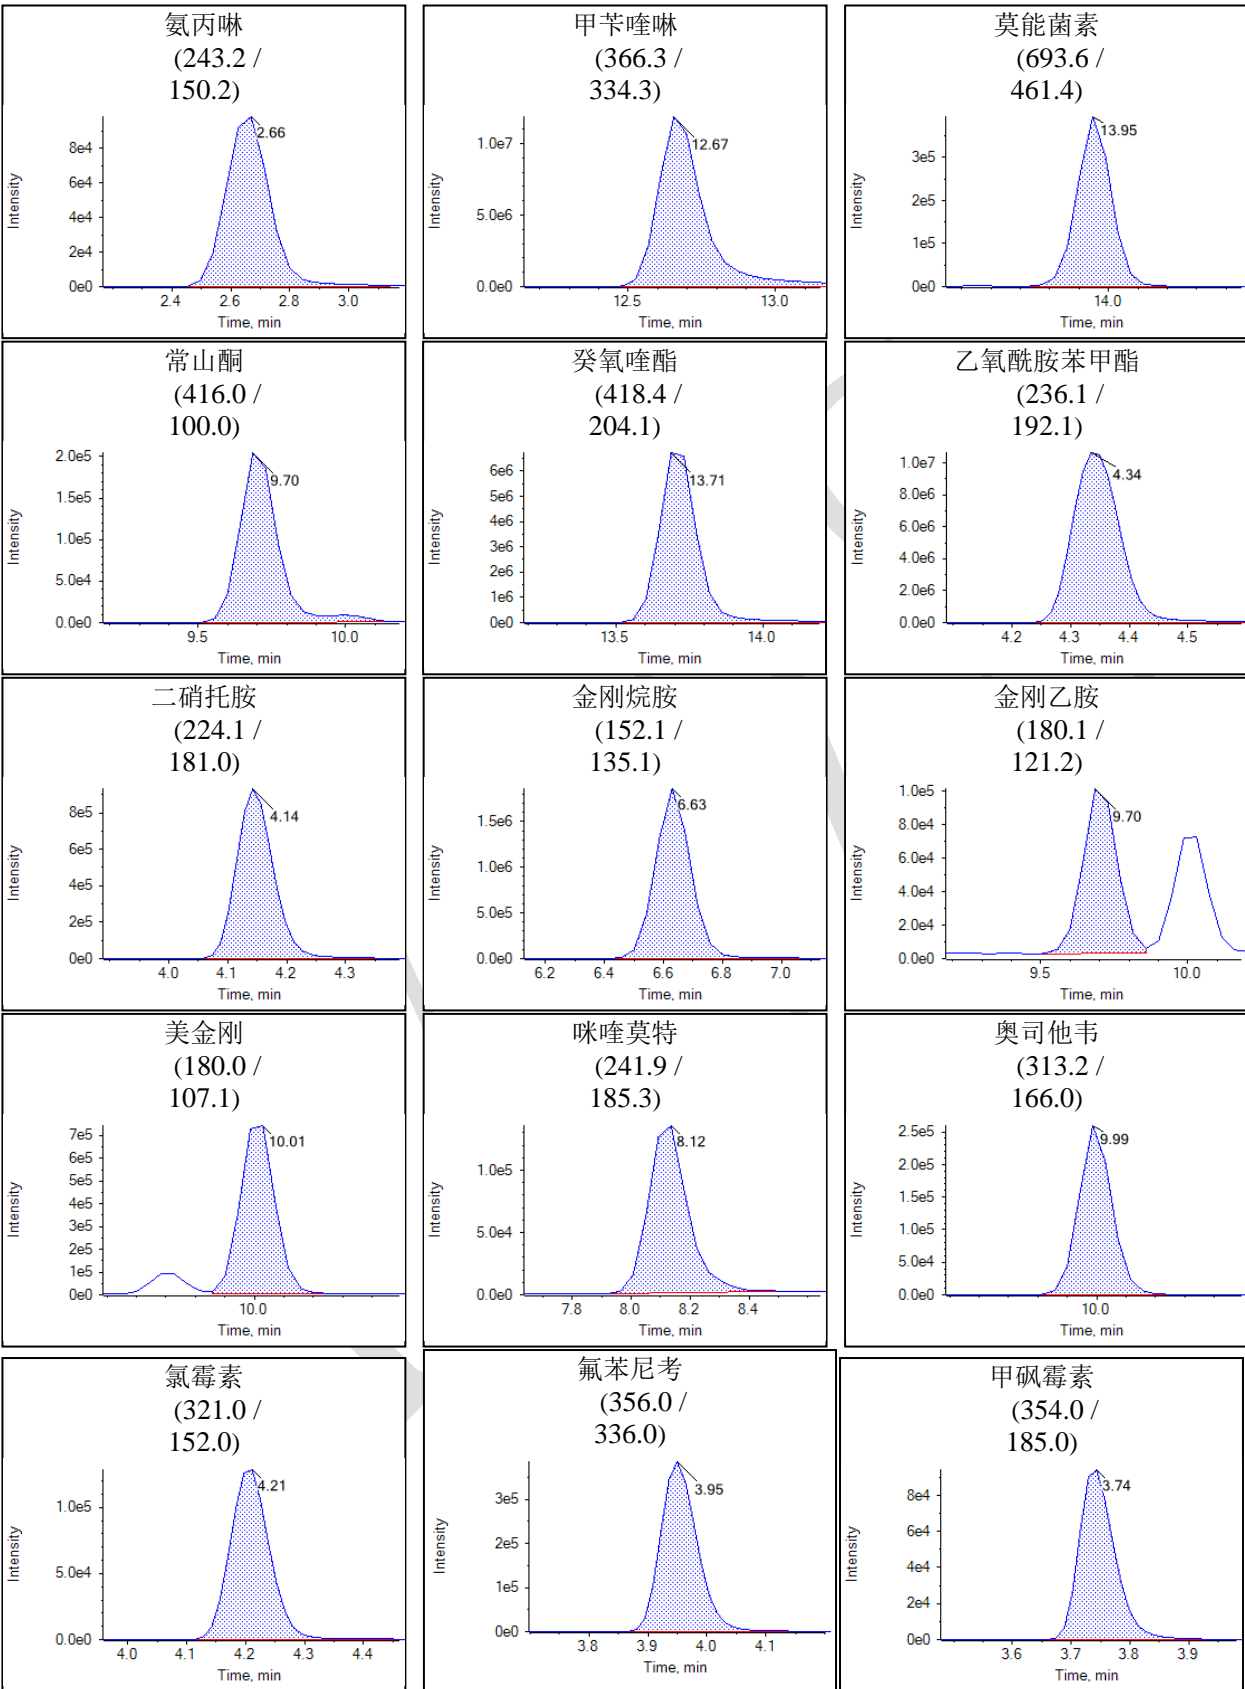 氨丙啉
(243.2 /
150.2)
8e4
6e4
4e4
2e4
0e0
Intensity
2.66
2.4 2.6 2.8 3.0
Time, min
甲苄喹啉
(366.3 /
334.3)
1.0e7
5.0e6
0.0e0
Intensity
12.67
12.5 13.0
Time, min
莫能菌素
(693.6 /
461.4)
3e5
2e5
1e5
0e0
Intensity
13.95
14.0
Time, min
常山酮
(416.0 /
100.0)
2.0e5
1.5e5
1.0e5
5.0e4
0.0e0
Intensity
9.70
9.5 10.0
Time, min
癸氧喹酯
(418.4 /
204.1)
6e6
5e6
4e6
3e6
2e6
1e6
0e0
Intensity
13.71
13.5 14.0
Time, min
乙氧酰胺苯甲酯
(236.1 /
192.1)
1.0e7
8.0e6
6.0e6
4.0e6
2.0e6
0.0e0
Intensity
4.34
4.2 4.3 4.4 4.5
Time, min
二硝托胺
(224.1 /
181.0)
8e5
6e5
4e5
2e5
0e0
Intensity
4.14
4.0 4.1 4.2 4.3
Time, min
金刚烷胺
(152.1 /
135.1)
1.5e6
1.0e6
5.0e5
0.0e0
Intensity
6.63
6.2 6.4 6.6 6.8 7.0
Time, min
金刚乙胺
(180.1 /
121.2)
1.0e5
8.0e4
6.0e4
4.0e4
2.0e4
0.0e0
Intensity
9.70
9.5 10.0
Time, min
美金刚
(180.0 /
107.1)
7e5
6e5
5e5
4e5
3e5
2e5
1e5
0e0
Intensity
10.01
10.0
Time, min
咪喹莫特
(241.9 /
185.3)
1.0e5
5.0e4
0.0e0
Intensity
8.12
7.8 8.0 8.2 8.4
Time, min
奥司他韦
(313.2 /
166.0)
2.5e5
2.0e5
1.5e5
1.0e5
5.0e4
0.0e0
Intensity
9.99
10.0
Time, min
氯霉素
(321.0 /
152.0)
1.0e5
5.0e4
0.0e0
Intensity
4.21
4.0 4.1 4.2 4.3 4.4
Time, min
氟苯尼考
(356.0 /
336.0)
3e5
2e5
1e5
0e0
Intensity
3.95
3.8 3.9 4.0 4.1
Time, min
甲砜霉素
(354.0 /
185.0)
8e4
6e4
4e4
2e4
0e0
Intensity
3.74
3.6 3.7 3.8 3.9
Time, min